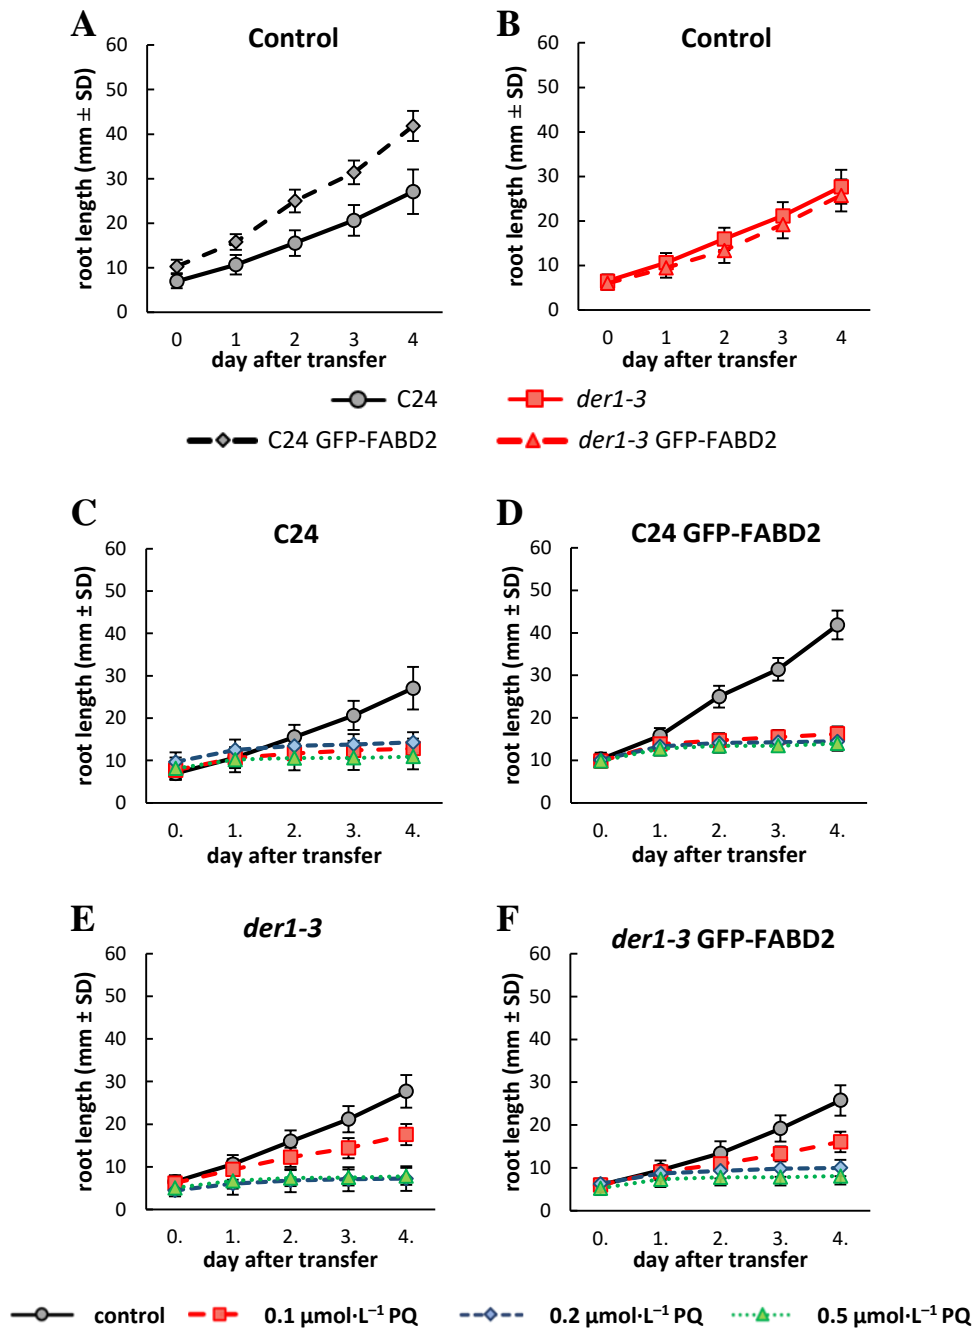 A
Control
root length (mm ± SD)
60
50
40
30
20
10
0
0 1 2 3 4
day after transfer
B
Control
root length (mm ± SD)
60
50
40
30
20
10
0
0 1 2 3 4
day after transfer
C24
der1-3
C24 GFP-FABD2
der1-3 GFP-FABD2
C
C24
root length (mm ± SD)
60
50
40
30
20
10
0
0. 1. 2. 3. 4.
day after transfer
D
C24 GFP-FABD2
root length (mm ± SD)
60
50
40
30
20
10
0
0. 1. 2. 3. 4.
day after transfer
E
der1-3
root length (mm ± SD)
60
50
40
30
20
10
0
0. 1. 2. 3. 4.
day after transfer
F
der1-3 GFP-FABD2
root length (mm ± SD)
60
50
40
30
20
10
0
0. 1. 2. 3. 4.
day after transfer
control 0.1 µmol·L⁻¹ PQ 0.2 µmol·L⁻¹ PQ 0.5 µmol·L⁻¹ PQ